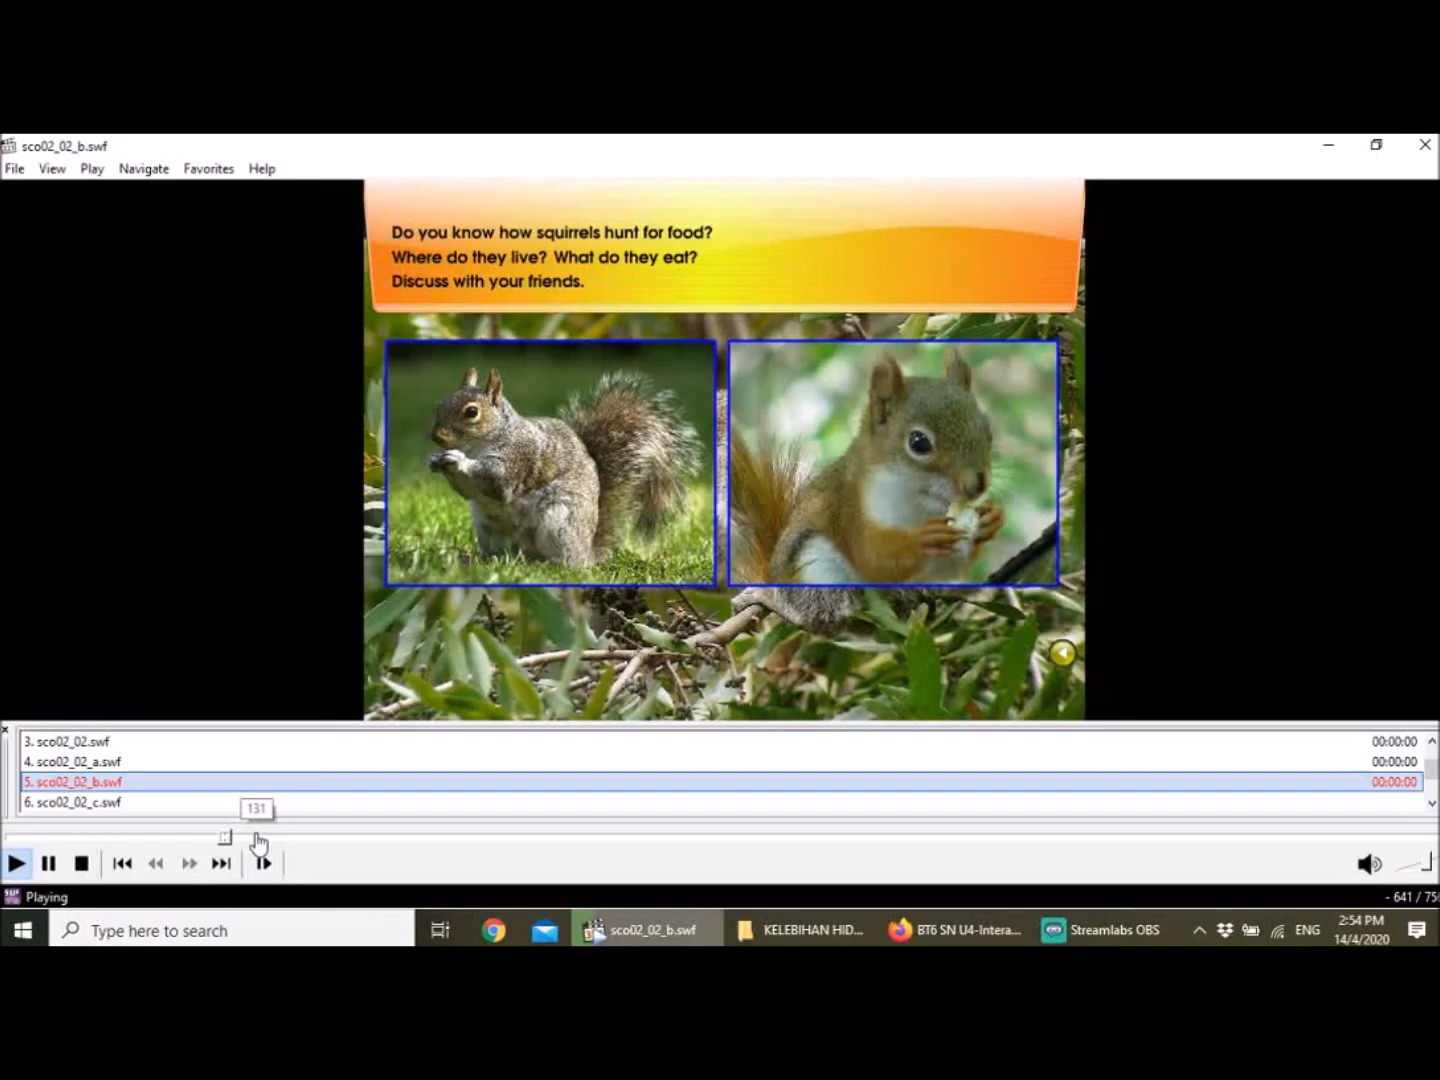 sco02_02_b.swf
File View Play Navigate Favorites Help
Do you know how squirrels hunt for food?
Where do they live? What do they eat?
Discuss with your friends.
3. sco02_02.swf 00:00:00
4. sco02_02_a.swf 00:00:00
5. sco02_02_b.swf 00:00:00
6. sco02_02_c.swf
131
Playing
- 641 / 756
Type here to search
sco02_02_b.swf
KELEBIHAN HID...
BT6 SN U4-Intera...
Streamlabs OBS
ENG
2:54 PM
14/4/2020